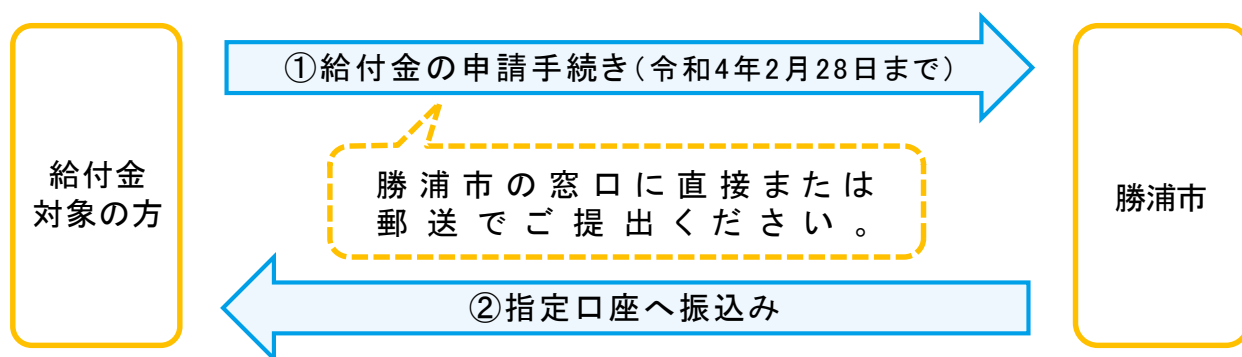 ①給付金の申請手続き（令和4年2月28日まで）
給付金
対象の方
勝浦市の窓口に直接または
郵送でご提出ください。
勝浦市
②指定口座へ振込み